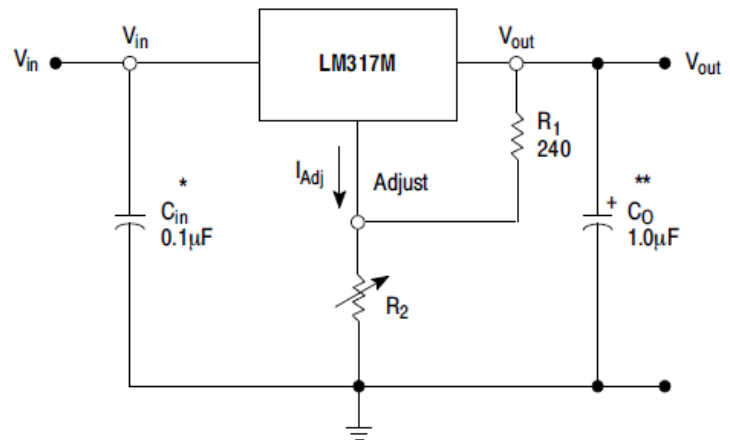 V_in
V_in
LM317M
V_out
V_out
R_1
240
I_Adj
Adjust
*
C_in
0.1µF
**
+
C_O
1.0µF
R_2